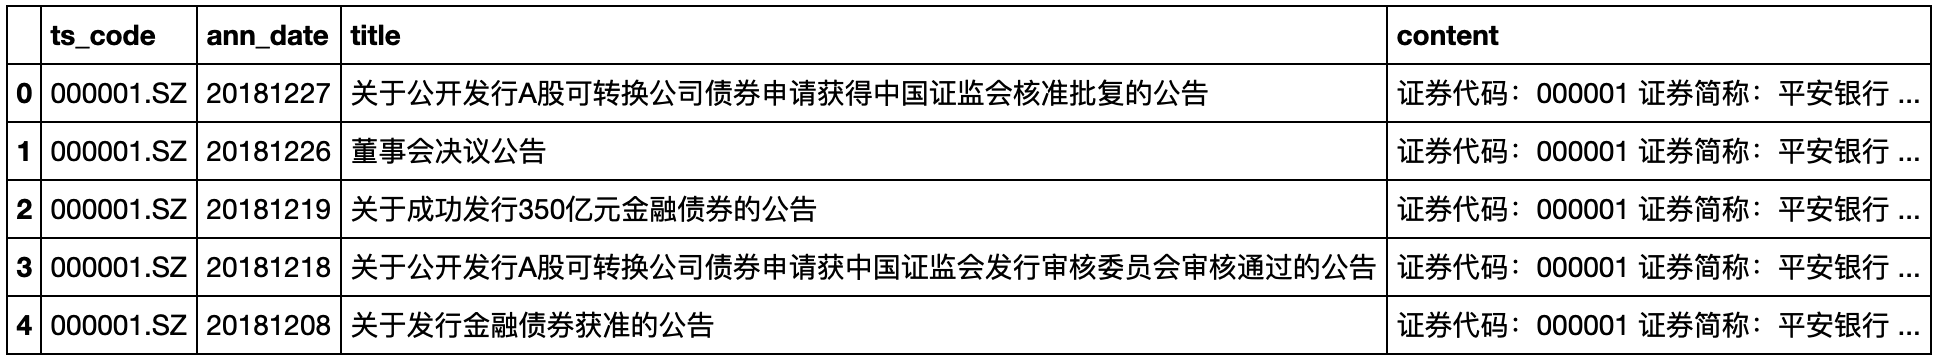 ts_code ann_date title content
0 000001.SZ 20181227 关于公开发行A股可转换公司债券申请获得中国证监会核准批复的公告 证券代码：000001 证券简称：平安银行 ...
1 000001.SZ 20181226 董事会决议公告 证券代码：000001 证券简称：平安银行 ...
2 000001.SZ 20181219 关于成功发行350亿元金融债券的公告 证券代码：000001 证券简称：平安银行 ...
3 000001.SZ 20181218 关于公开发行A股可转换公司债券申请获中国证监会发行审核委员会审核通过的公告 证券代码：000001 证券简称：平安银行 ...
4 000001.SZ 20181208 关于发行金融债券获准的公告 证券代码：000001 证券简称：平安银行 ...